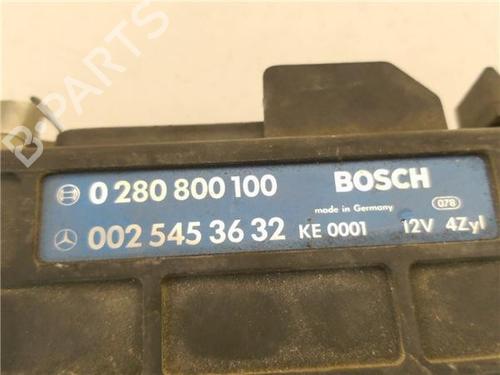 B-PARTS
0 280 800 100 BOSCH
made in Germany 078
002 545 36 32 KE 0001 12V 4Zyl